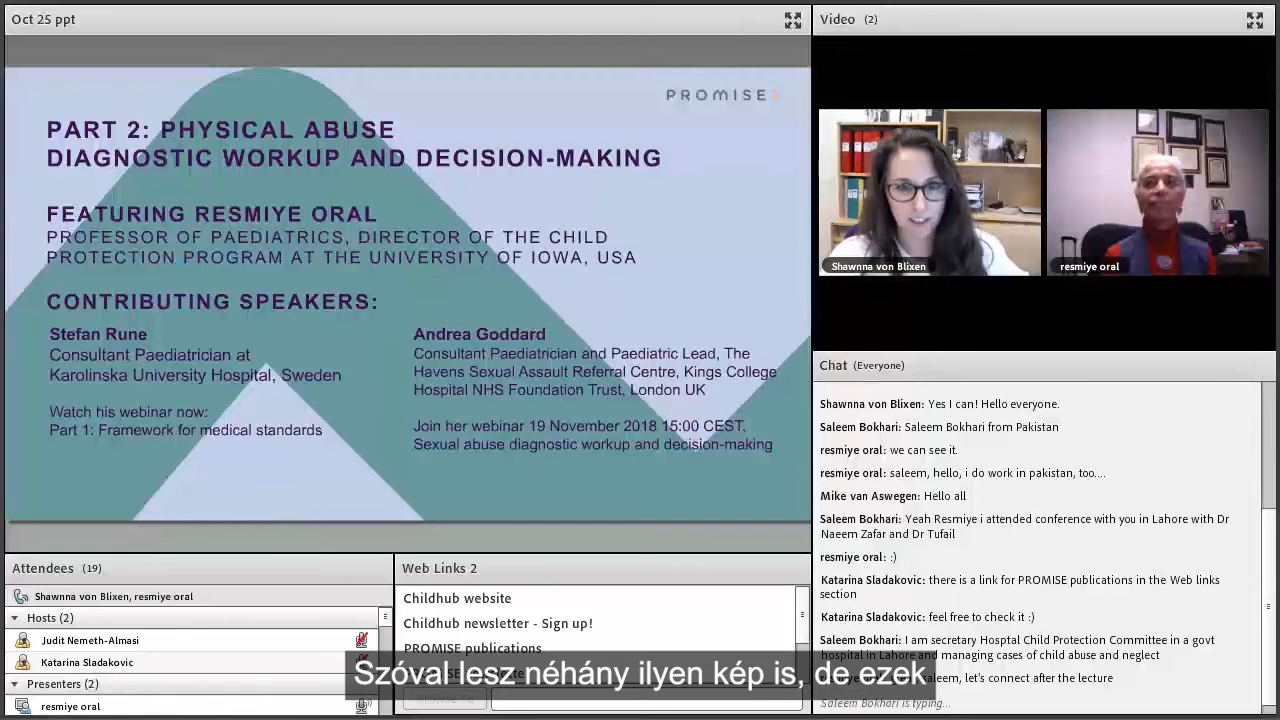 Oct 25 ppt
PROMISE
PART 2: PHYSICAL ABUSE
DIAGNOSTIC WORKUP AND DECISION-MAKING
FEATURING RESMIYE ORAL
PROFESSOR OF PAEDIATRICS, DIRECTOR OF THE CHILD
PROTECTION PROGRAM AT THE UNIVERSITY OF IOWA, USA
CONTRIBUTING SPEAKERS:
Stefan Rune
Consultant Paediatrician at
Karolinska University Hospital, Sweden
Watch his webinar now:
Part 1: Framework for medical standards
Andrea Goddard
Consultant Paediatrician and Paediatric Lead, The
Havens Sexual Assault Referral Centre, Kings College
Hospital NHS Foundation Trust, London UK
Join her webinar 19 November 2018 15:00 CEST,
Sexual abuse diagnostic workup and decision-making
Video (2)
Shawnna von Blixen
resmiye oral
Chat (Everyone)
Shawnna von Blixen: Yes I can! Hello everyone.
Saleem Bokhari: Saleem Bokhari from Pakistan
resmiye oral: we can see it.
resmiye oral: saleem, hello, i do work in pakistan, too....
Mike van Aswegen: Hello all
Saleem Bokhari: Yeah Resmiye i attended conference with you in Lahore with Dr
Naeem Zafar and Dr Tufail
resmiye oral: :)
Katarina Sladakovic: there is a link for PROMISE publications in the Web links
section
Katarina Sladakovic: feel free to check it :)
Saleem Bokhari: I am secretary Hosptal Child Protection Committee in a govt
hospital in Lahore and managing cases of child abuse and neglect
saleem, let's connect after the lecture
Saleem Bokhari is typing...
Attendees (19)
Shawnna von Blixen, resmiye oral
Hosts (2)
Judit Nemeth-Almasi
Katarina Sladakovic
Presenters (2)
resmiye oral
Web Links 2
Childhub website
Childhub newsletter - Sign up!
PROMISE publications
Szóval lesz néhány ilyen kép is, de ezek